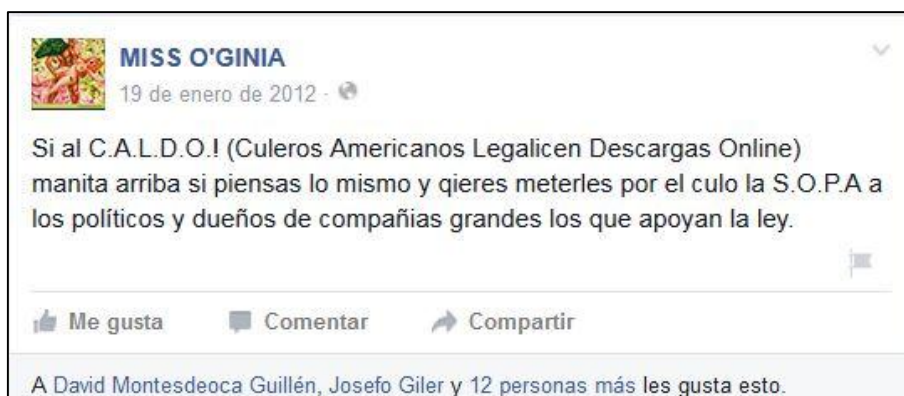 MISS O'GINIA
19 de enero de 2012 ·
Si al C.A.L.D.O.! (Culeros Americanos Legalicen Descargas Online)
manita arriba si piensas lo mismo y qieres meterles por el culo la S.O.P.A a
los políticos y dueños de compañias grandes los que apoyan la ley.
Me gusta Comentar Compartir
A David Montesdeoca Guillén, Josefo Giler y 12 personas más les gusta esto.